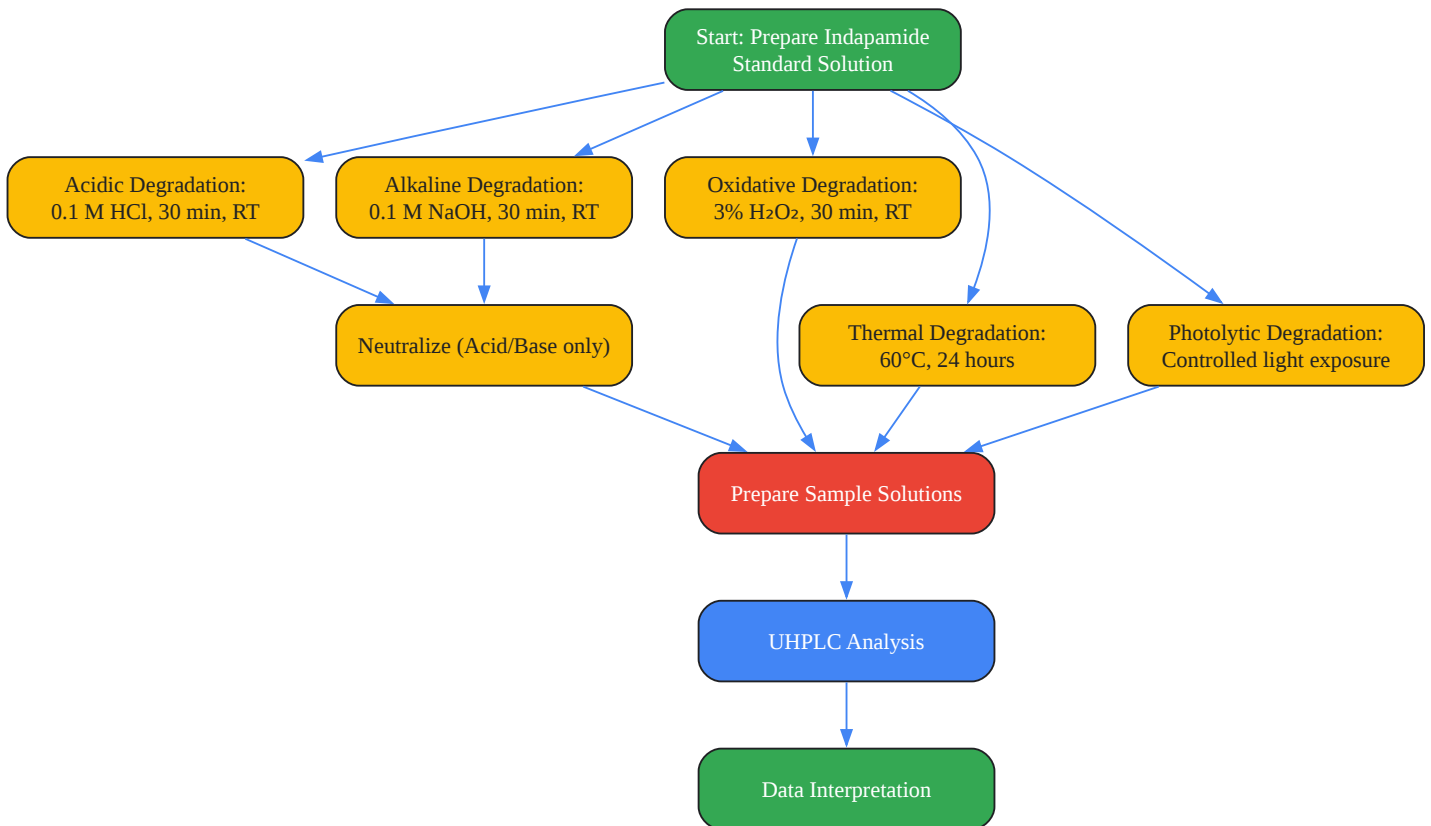 Start: Prepare Indapamide
Standard Solution
Acidic Degradation:
0.1 M HCl, 30 min, RT
Alkaline Degradation:
0.1 M NaOH, 30 min, RT
Oxidative Degradation:
3% H₂O₂, 30 min, RT
Neutralize (Acid/Base only)
Thermal Degradation:
60°C, 24 hours
Photolytic Degradation:
Controlled light exposure
Prepare Sample Solutions
UHPLC Analysis
Data Interpretation